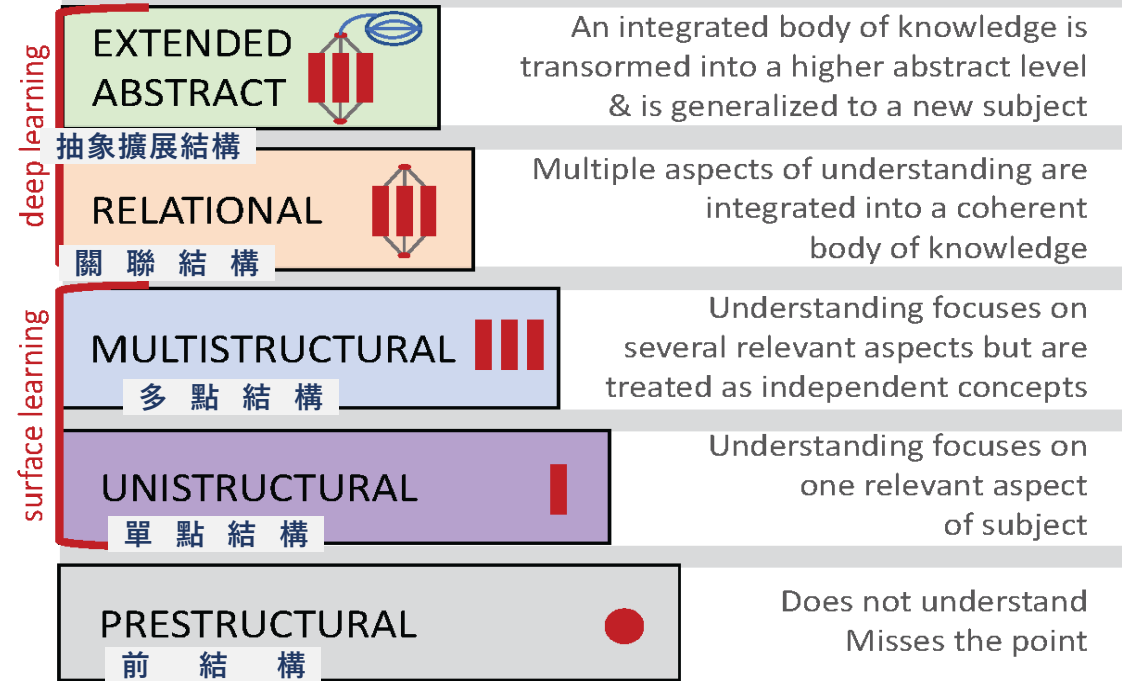 deep learning
EXTENDED
ABSTRACT
抽象擴展結構
An integrated body of knowledge is
transormed into a higher abstract level
& is generalized to a new subject
RELATIONAL
關聯結構
Multiple aspects of understanding are
integrated into a coherent
body of knowledge
surface learning
MULTISTRUCTURAL
多點結構
Understanding focuses on
several relevant aspects but are
treated as independent concepts
UNISTRUCTURAL
單點結構
Understanding focuses on
one relevant aspect
of subject
PRESTRUCTURAL
前結構
Does not understand
Misses the point